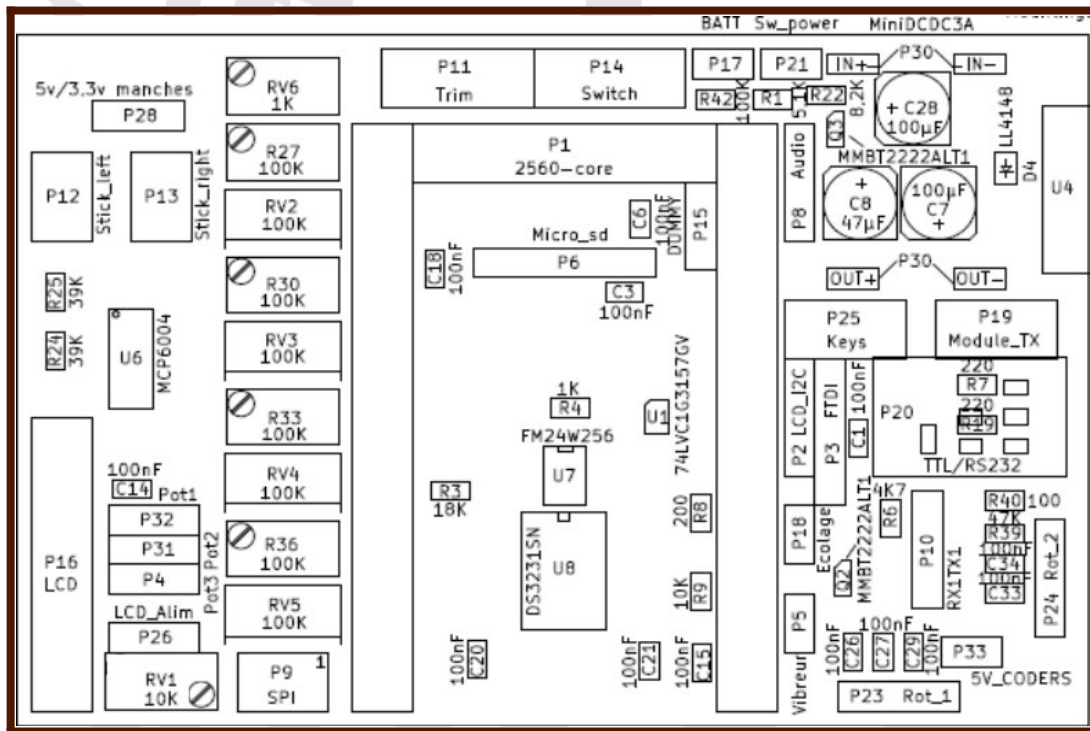 BATT Sw_power MiniDCDC3A
5v/3,3v manches
P28
RV6
1K
P11
Trim
P14
Switch
P17
P21
IN+
P30
IN-
R42
100K
R1
5,1K
R22
8,2K
Q3
+ C28
100µF
LL4148
D4
U4
MMBT2222ALT1
P12
Stick_left
P13
Stick_right
R27
100K
P1
2560-core
Audio
P8
+
C8
47µF
100µF
C7
+
RV2
100K
C6
100nF
DUMMY
P15
Micro_sd
P6
C18
100nF
C3
100nF
OUT+
P30
OUT-
R25
39K
R24
39K
R30
100K
U6
MCP6004
RV3
100K
P25
Keys
P19
Module_TX
1K
R4
U1
74LVC1G3157GV
LCD_I2C
P2
FTDI
P3
100nF
C1
P20
220
R7
220
R19
TTL/RS232
R33
100K
FM24W256
U7
100nF
C14
Pot1
P32
P31
Pot2
P4
Pot3
RV4
100K
R3
18K
200
R8
P18
Ecolage
4K7
R6
MMBT2222ALT1
Q2
P10
RX1TX1
R40
100
47K
R39
100nF
C34
100nF
C33
Rot_2
P24
P16
LCD
R36
100K
DS3231SN
U8
10K
R9
LCD_Alim
P26
RV5
100K
P5
Vibreur
RV1
10K
P9
1
SPI
100nF
C20
100nF
C21
100nF
C15
100nF
100nF
C26
C27
C29
100nF
P33
5V_CODERS
P23 Rot_1